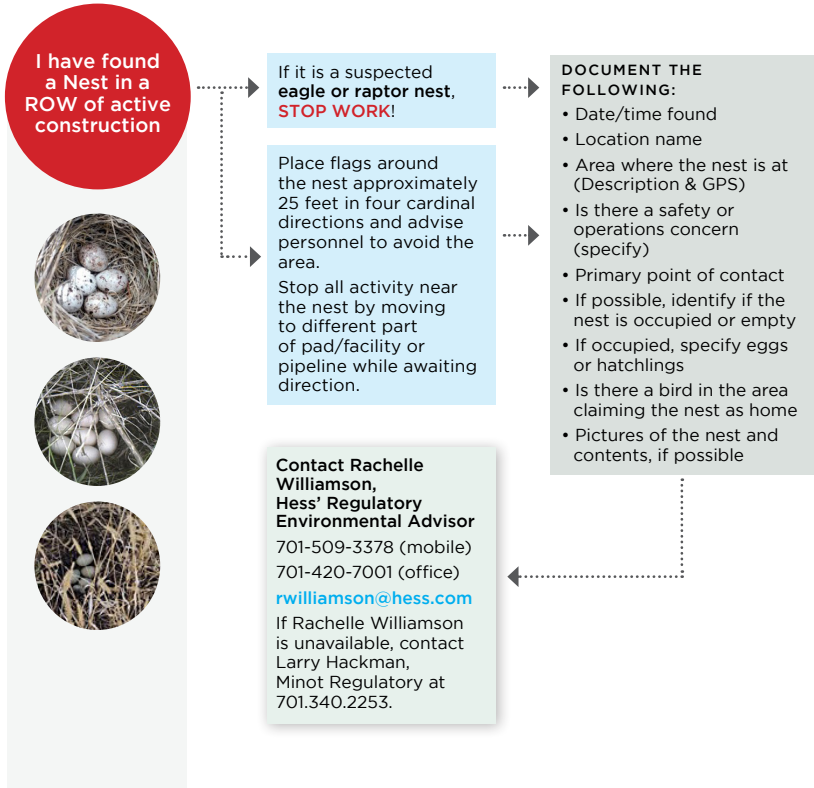 I have found
a Nest in a
ROW of active
construction
If it is a suspected
eagle or raptor nest,
STOP WORK!
Place flags around
the nest approximately
25 feet in four cardinal
directions and advise
personnel to avoid the
area.
Stop all activity near
the nest by moving
to different part
of pad/facility or
pipeline while awaiting
direction.
DOCUMENT THE
FOLLOWING:
• Date/time found
• Location name
• Area where the nest is at
(Description & GPS)
• Is there a safety or
operations concern
(specify)
• Primary point of contact
• If possible, identify if the
nest is occupied or empty
• If occupied, specify eggs
or hatchlings
• Is there a bird in the area
claiming the nest as home
• Pictures of the nest and
contents, if possible
Contact Rachelle
Williamson,
Hess' Regulatory
Environmental Advisor
701-509-3378 (mobile)
701-420-7001 (office)
rwilliamson@hess.com
If Rachelle Williamson
is unavailable, contact
Larry Hackman,
Minot Regulatory at
701.340.2253.